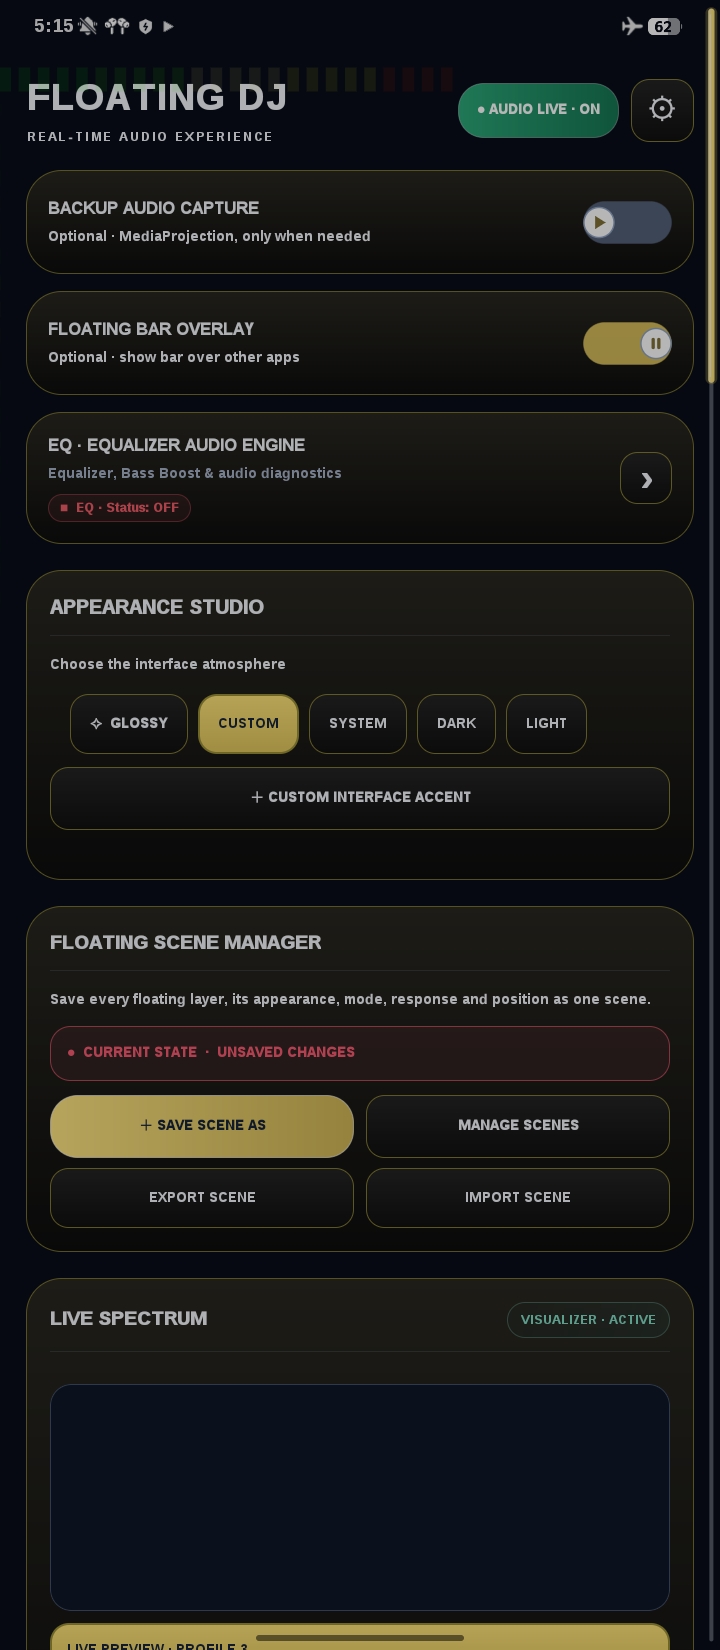 5:15
62
FLOATING DJ
REAL-TIME AUDIO EXPERIENCE
● AUDIO LIVE · ON
BACKUP AUDIO CAPTURE
Optional · MediaProjection, only when needed
FLOATING BAR OVERLAY
Optional · show bar over other apps
EQ · EQUALIZER AUDIO ENGINE
Equalizer, Bass Boost & audio diagnostics
■ EQ · Status: OFF
APPEARANCE STUDIO
Choose the interface atmosphere
✧ GLOSSY
CUSTOM
SYSTEM
DARK
LIGHT
+ CUSTOM INTERFACE ACCENT
FLOATING SCENE MANAGER
Save every floating layer, its appearance, mode, response and position as one scene.
● CURRENT STATE · UNSAVED CHANGES
+ SAVE SCENE AS
MANAGE SCENES
EXPORT SCENE
IMPORT SCENE
LIVE SPECTRUM
VISUALIZER · ACTIVE
LIVE PREVIEW · PROFILE 3